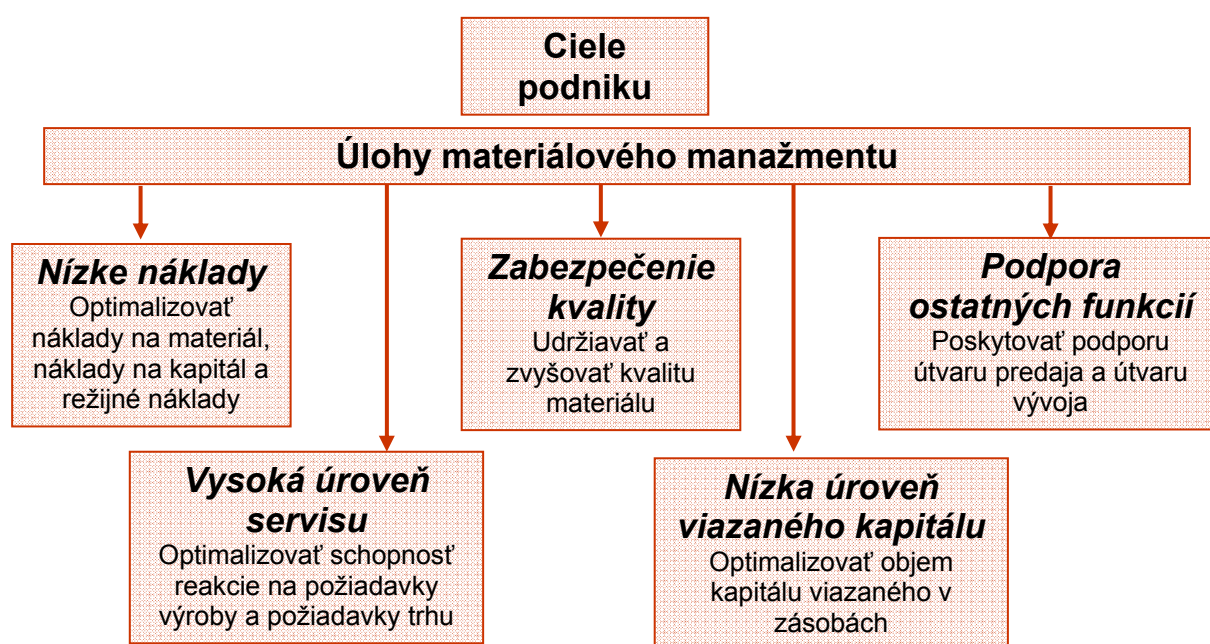 Ciele
podniku
Úlohy materiálového manažmentu
Nízke náklady
Optimalizovať
náklady na materiál,
náklady na kapitál a
režijné náklady
Zabezpečenie
kvality
Udržiavať a
zvyšovať kvalitu
materiálu
Podpora
ostatných funkcií
Poskytovať podporu
útvaru predaja a útvaru
vývoja
Vysoká úroveň
servisu
Optimalizovať schopnosť
reakcie na požiadavky
výroby a požiadavky trhu
Nízka úroveň
viazaného kapitálu
Optimalizovať objem
kapitálu viazaného v
zásobách